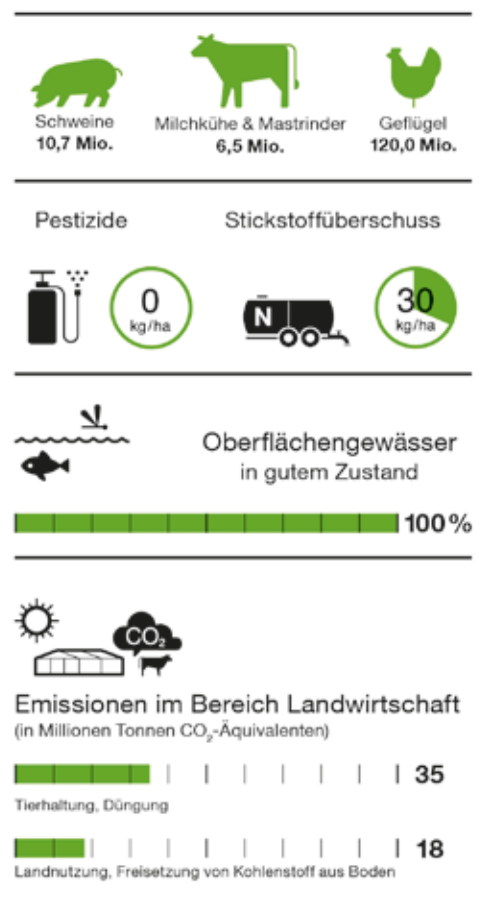 Schweine
10,7 Mio.
Milchkühe & Mastrinder
6,5 Mio.
Geflügel
120,0 Mio.
Pestizide
Stickstoffüberschuss
0
kg/ha
N
30
kg/ha
Oberflächengewässer
in gutem Zustand
100%
CO₂
Emissionen im Bereich Landwirtschaft
(in Millionen Tonnen CO₂-Äquivalenten)
35
Tierhaltung, Düngung
18
Landnutzung, Freisetzung von Kohlenstoff aus Boden